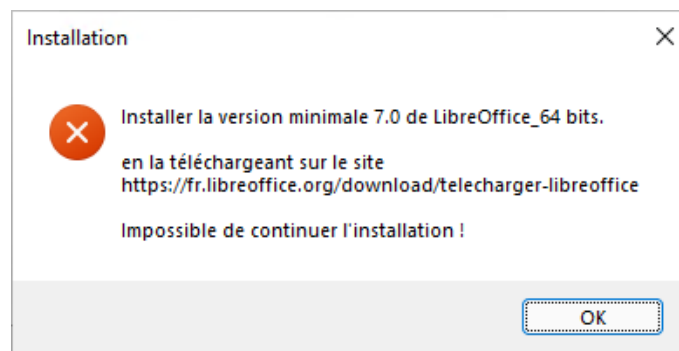 Installation
Installer la version minimale 7.0 de LibreOffice_64 bits.
en la téléchargeant sur le site
https://fr.libreoffice.org/download/telecharger-libreoffice
Impossible de continuer l'installation !
OK